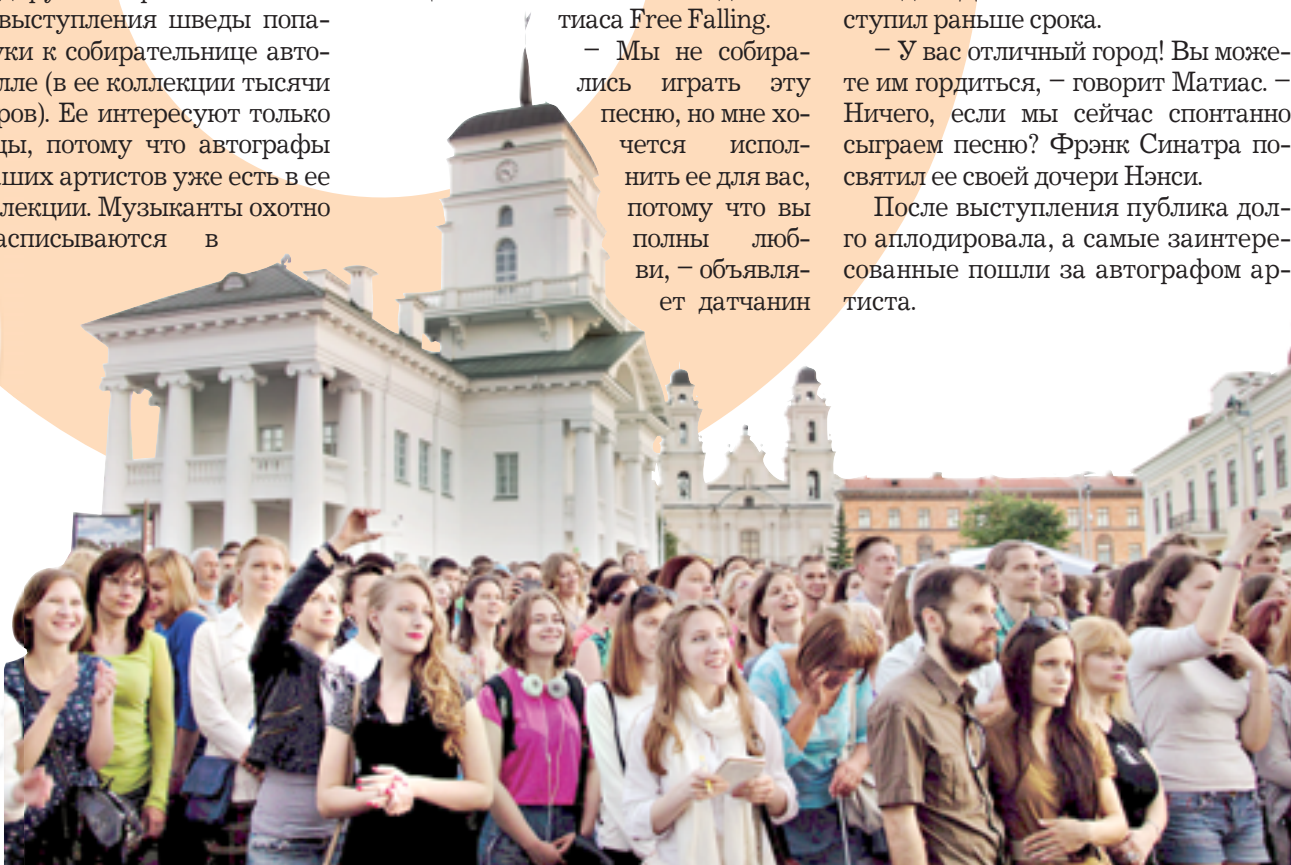 выступления шведы попа-
уки к собирательнице авто-
лле (в ее коллекции тысячи
ров). Ее интересуют только
цы, потому что автографы
аших артистов уже есть в ее
лекции. Музыканты охотно
асписываются в
тиаса Free Falling.
– Мы не собира-
лись играть эту
песню, но мне хо-
чется испол-
нить ее для вас,
потому что вы
полны люб-
ви, – объявля-
ет датчанин
ступил раньше срока.
– У вас отличный город! Вы може-
те им гордиться, – говорит Матиас. –
Ничего, если мы сейчас спонтанно
сыграем песню? Фрэнк Синатра по-
святил ее своей дочери Нэнси.
После выступления публика дол-
го аплодировала, а самые заинтере-
сованные пошли за автографом ар-
тиста.